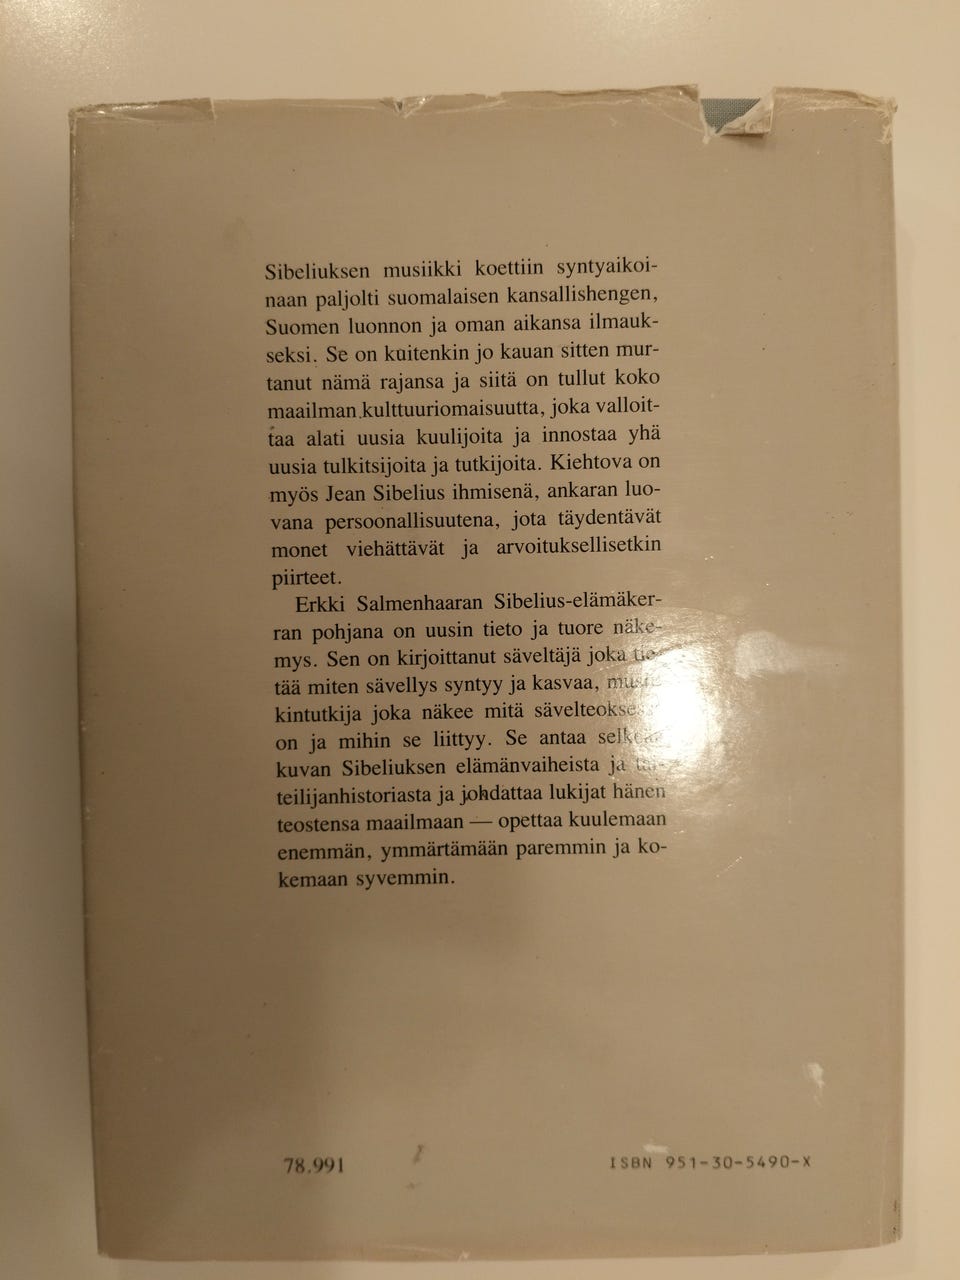 Sibeliuksen musiikki koettiin syntyaikoi-
naan paljolti suomalaisen kansallishengen,
Suomen luonnon ja oman aikansa ilmauk-
seksi. Se on kuitenkin jo kauan sitten mur-
tanut nämä rajansa ja siitä on tullut koko
maailman kulttuuriomaisuutta, joka valloit-
taa alati uusia kuulijoita ja innostaa yhä
uusia tulkitsijoita ja tutkijoita. Kiehtova on
myös Jean Sibelius ihmisenä, ankaran luo-
vana persoonallisuutena, jota täydentävät
monet viehättävät ja arvoituksellisetkin
piirteet.
Erkki Salmenhaaran Sibelius-elämäker-
ran pohjana on uusin tieto ja tuore näke-
mys. Sen on kirjoittanut säveltäjä joka tie-
tää miten sävellys syntyy ja kasvaa,
kintutkija joka näkee mitä sävelteoksessa
on ja mihin se liittyy. Se antaa selkeän
kuvan Sibeliuksen elämänvaiheista ja tai-
teilijanhistoriasta ja johdattaa lukijat hänen
teostensa maailmaan — opettaa kuulemaan
enemmän, ymmärtämään paremmin ja ko-
kemaan syvemmin.
78.991
ISBN 951-30-5490-X